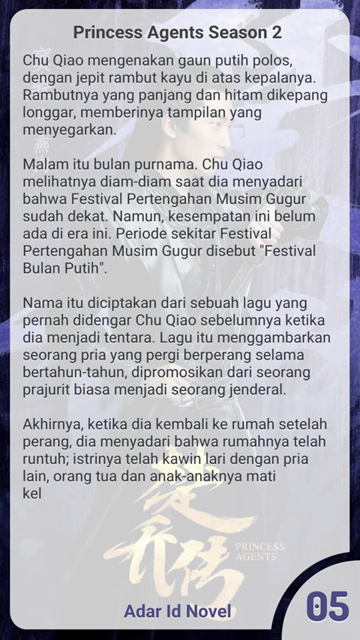 Princess Agents Season 2
Chu Qiao mengenakan gaun putih polos,
dengan jepit rambut kayu di atas kepalanya.
Rambutnya yang panjang dan hitam dikepang
longgar, memberinya tampilan yang
menyegarkan.
Malam itu bulan purnama. Chu Qiao
melihatnya diam-diam saat dia menyadari
bahwa Festival Pertengahan Musim Gugur
sudah dekat. Namun, kesempatan ini belum
ada di era ini. Periode sekitar Festival
Pertengahan Musim Gugur disebut "Festival
Bulan Putih".
Nama itu diciptakan dari sebuah lagu yang
pernah didengar Chu Qiao sebelumnya ketika
dia menjadi tentara. Lagu itu menggambarkan
seorang pria yang pergi berperang selama
bertahun-tahun, dipromosikan dari seorang
prajurit biasa menjadi seorang jenderal.
Akhirnya, ketika dia kembali ke rumah setelah
perang, dia menyadari bahwa rumahnya telah
runtuh; istrinya telah kawin lari dengan pria
lain, orang tua dan anak-anaknya mati
kel
楚乔传
PRINCESS
AGENTS
Adar Id Novel
05